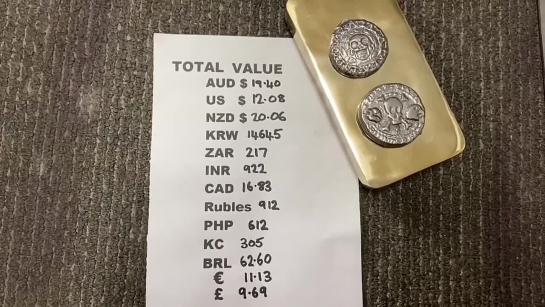 TOTAL VALUE
AUD $ 19.40
US $ 12.08
NZD $ 20.06
KRW 14645
ZAR 217
INR 922
CAD 16.83
Rubles 912
PHP 612
KC 305
BRL 62.60
€ 11.13
£ 9.69